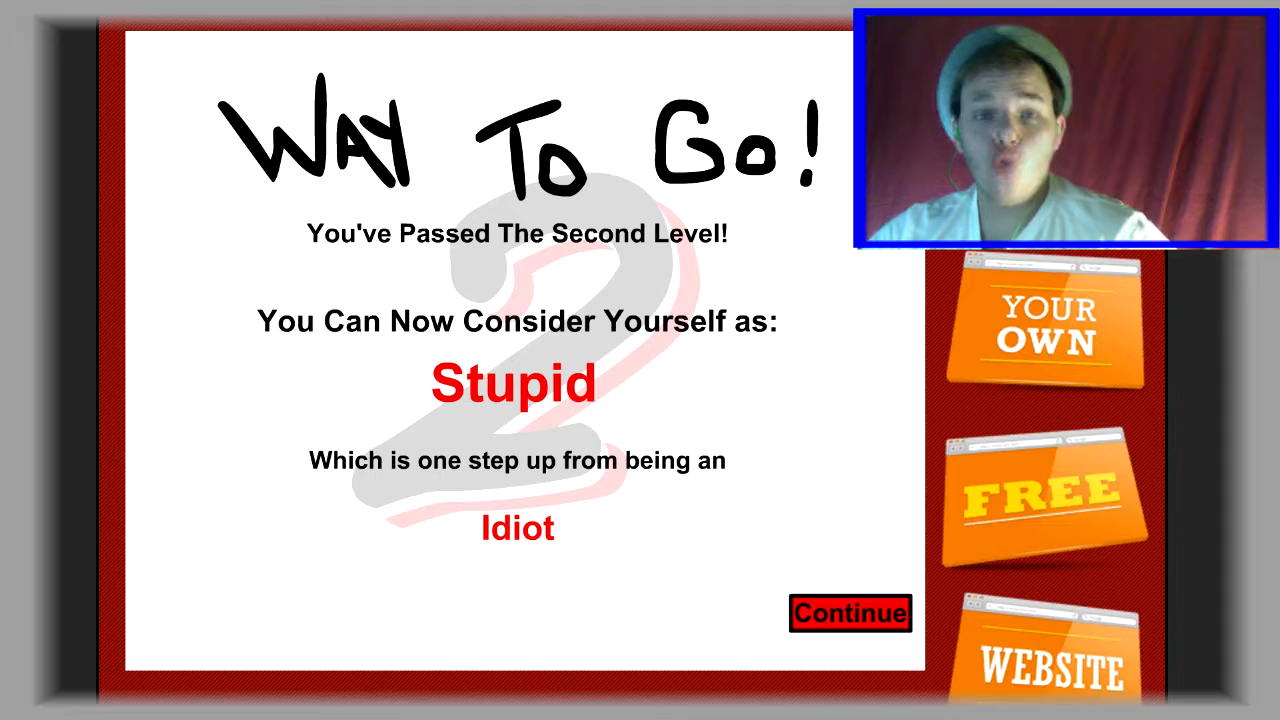 WAY TO GO!
You've Passed The Second Level!
2
You Can Now Consider Yourself as:
Stupid
Which is one step up from being an
Idiot
Continue
YOUR
OWN
FREE
WEBSITE